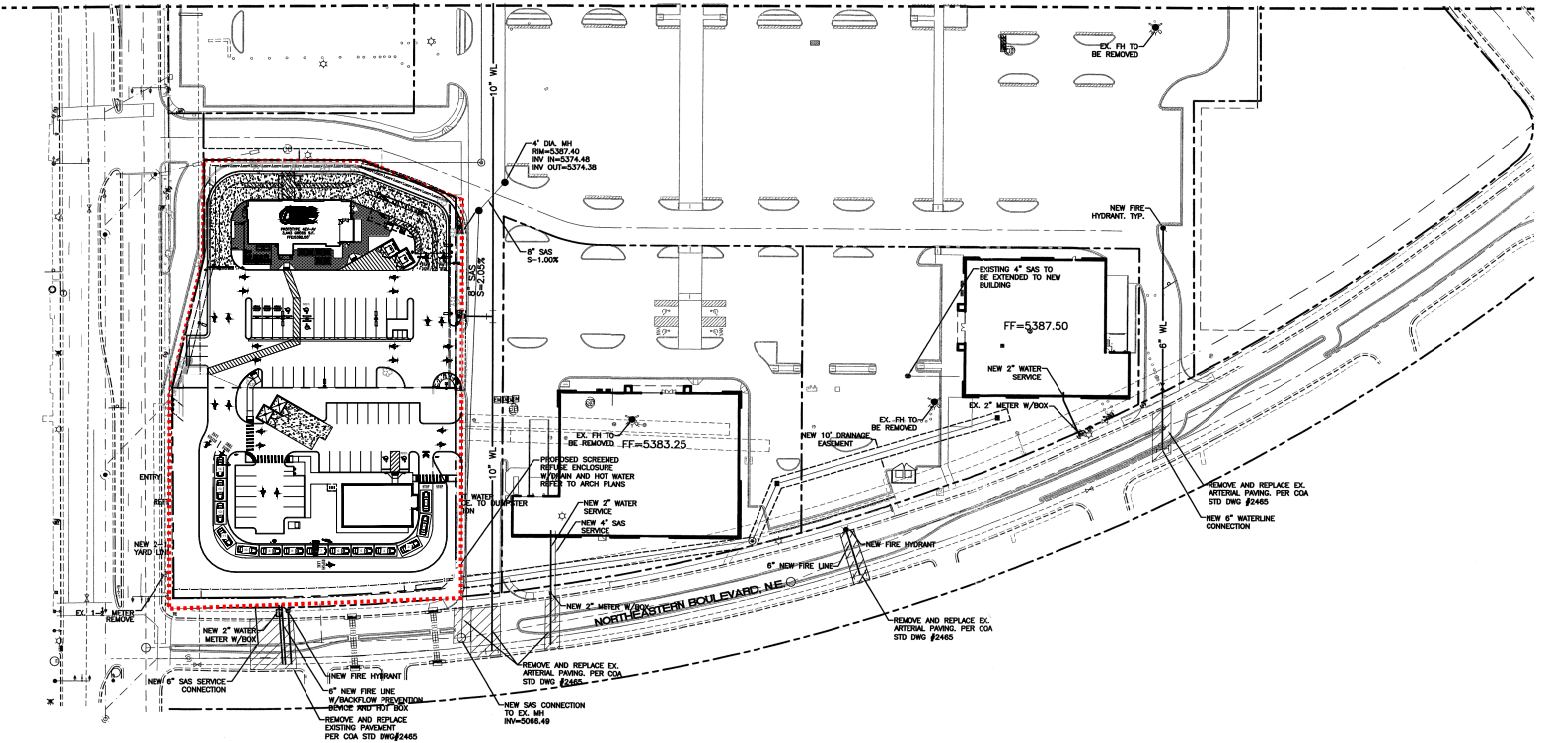 EX. FH TO
BE REMOVED
10" WL
4' DIA. MH
RIM=5387.40
INV IN=5374.48
INV OUT=5374.38
NEW FIRE
HYDRANT. TYP.
8" SAS
S-1.00%
8" SAS
S=2.05%
EXISTING 4" SAS TO
BE EXTENDED TO NEW
BUILDING
FF=5387.50
6" WL
NEW 2" WATER
SERVICE
EX. 2" METER W/BOX
EX. FH TO
BE REMOVED
NEW 10' DRAINAGE
EASEMENT
EX. FH TO
BE REMOVED
FF=5383.25
10" WL
PROPOSED SCREENED
REFUSE ENCLOSURE
W/DRAIN AND HOT WATER
REFER TO ARCH PLANS
ENTRY
WATER
TO DUMPSTER
REMOVE AND REPLACE EX.
ARTERIAL PAVING. PER COA
STD DWG #2465
NEW 6" WATERLINE
CONNECTION
NEW 2" WATER
SERVICE
NEW 4" SAS
SERVICE
NEW FIRE HYDRANT
6" NEW FIRE LINE
NEW 2"
YARD
EX.
METER
REMOVE
NEW 2" METER W/BOX
NORTHEASTERN BOULEVARD, N.E.
REMOVE AND REPLACE EX.
ARTERIAL PAVING. PER COA
STD DWG #2465
NEW 2" WATER
METER W/BOX
NEW 6" SAS SERVICE
CONNECTION
NEW FIRE HYDRANT
6" NEW FIRE LINE
W/BACKFLOW PREVENTION
DEVICE AND HOT BOX
REMOVE AND REPLACE
EXISTING PAVEMENT
PER COA STD DWG#2465
REMOVE AND REPLACE EX.
ARTERIAL PAVING. PER COA
STD DWG #2465
NEW SAS CONNECTION
TO EX. MH